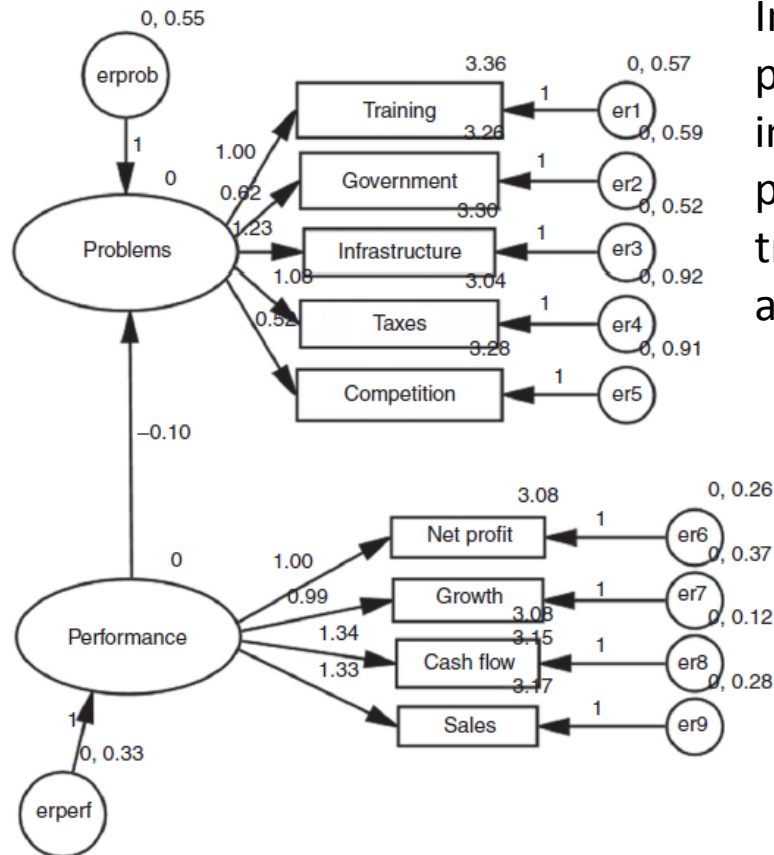 0, 0.55
erprob
1
0
Problems
3.36
0, 0.57
Training
1
er1
1.00
3.26
0, 0.59
Government
1
er2
0.62
3.30
0, 0.52
Infrastructure
1
er3
1.23
3.04
0, 0.92
Taxes
1
er4
1.08
3.28
0, 0.91
Competition
1
er5
0.52
−0.10
0
Performance
3.08
0, 0.26
Net profit
1
er6
1.00
0, 0.37
Growth
1
er7
0.99
3.08
0, 0.12
3.15
Cash flow
1
er8
1.34
3.17
0, 0.28
Sales
1
er9
1.33
1
0, 0.33
erperf